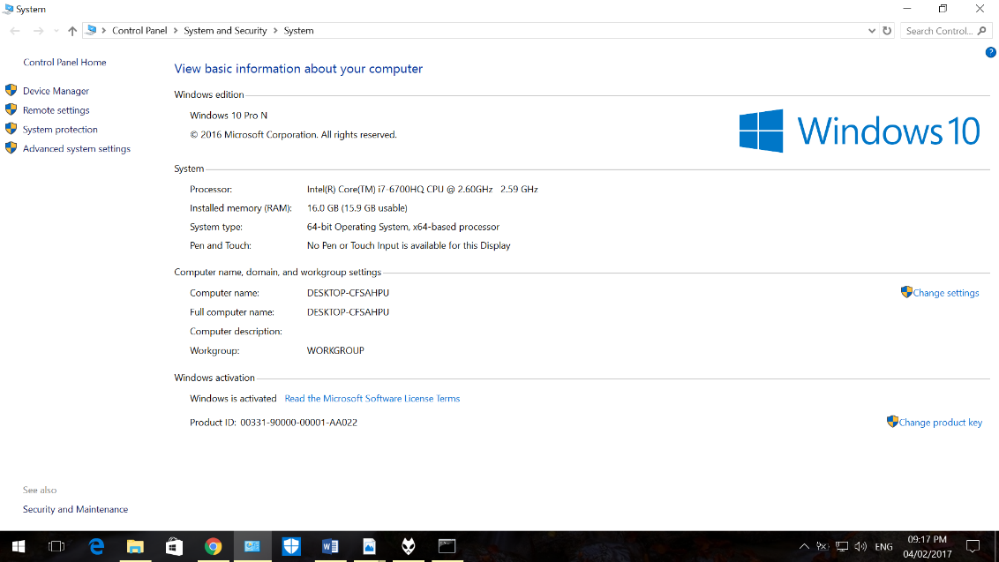 System
Control Panel > System and Security > System
Search Control...
Control Panel Home
Device Manager
Remote settings
System protection
Advanced system settings
View basic information about your computer
Windows edition
Windows 10 Pro N
© 2016 Microsoft Corporation. All rights reserved.
Windows 10
System
Processor: Intel(R) Core(TM) i7-6700HQ CPU @ 2.60GHz 2.59 GHz
Installed memory (RAM): 16.0 GB (15.9 GB usable)
System type: 64-bit Operating System, x64-based processor
Pen and Touch: No Pen or Touch Input is available for this Display
Computer name, domain, and workgroup settings
Computer name: DESKTOP-CFSAHPU
Change settings
Full computer name: DESKTOP-CFSAHPU
Computer description:
Workgroup: WORKGROUP
Windows activation
Windows is activated Read the Microsoft Software License Terms
Product ID: 00331-90000-00001-AA022
Change product key
See also
Security and Maintenance
ENG
09:17 PM
04/02/2017